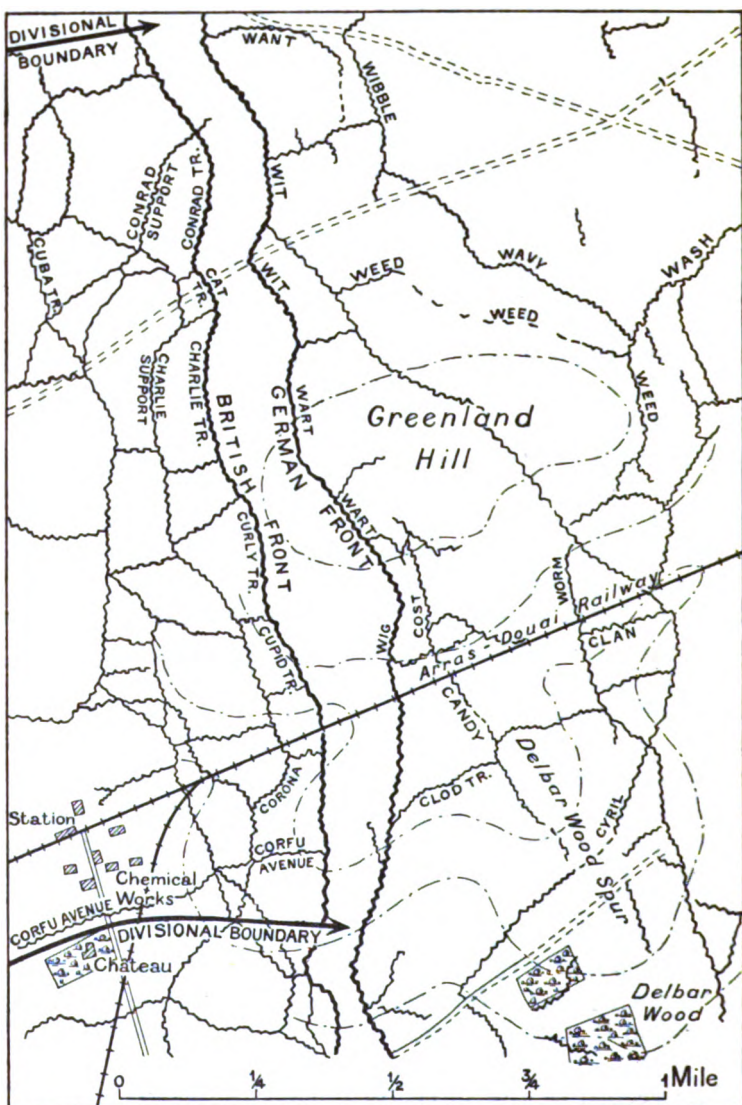 DIVISIONAL
BOUNDARY
WANT
WIBBLE
CONRAD
SUPPORT
CONRAD TR.
WIT
CUBA TR.
CAT
TR.
WIT
WEED
WAVY
WASH
WEED
CHARLIE
SUPPORT
CHARLIE TR.
BRITISH FRONT
GERMAN FRONT
WART
Greenland
Hill
WEED
WART
CURLY TR.
COST
WORM
Arras-Douai Railway
CUPID TR.
WIG
CLAN
CANDY
Delbar Wood Spur
CORONA
CLOD TR.
CYRIL
Station
CORFU
AVENUE
Chemical
Works
CORFU AVENUE
DIVISIONAL BOUNDARY
Château
Delbar
Wood
0 1/4 1/2 3/4 1 Mile